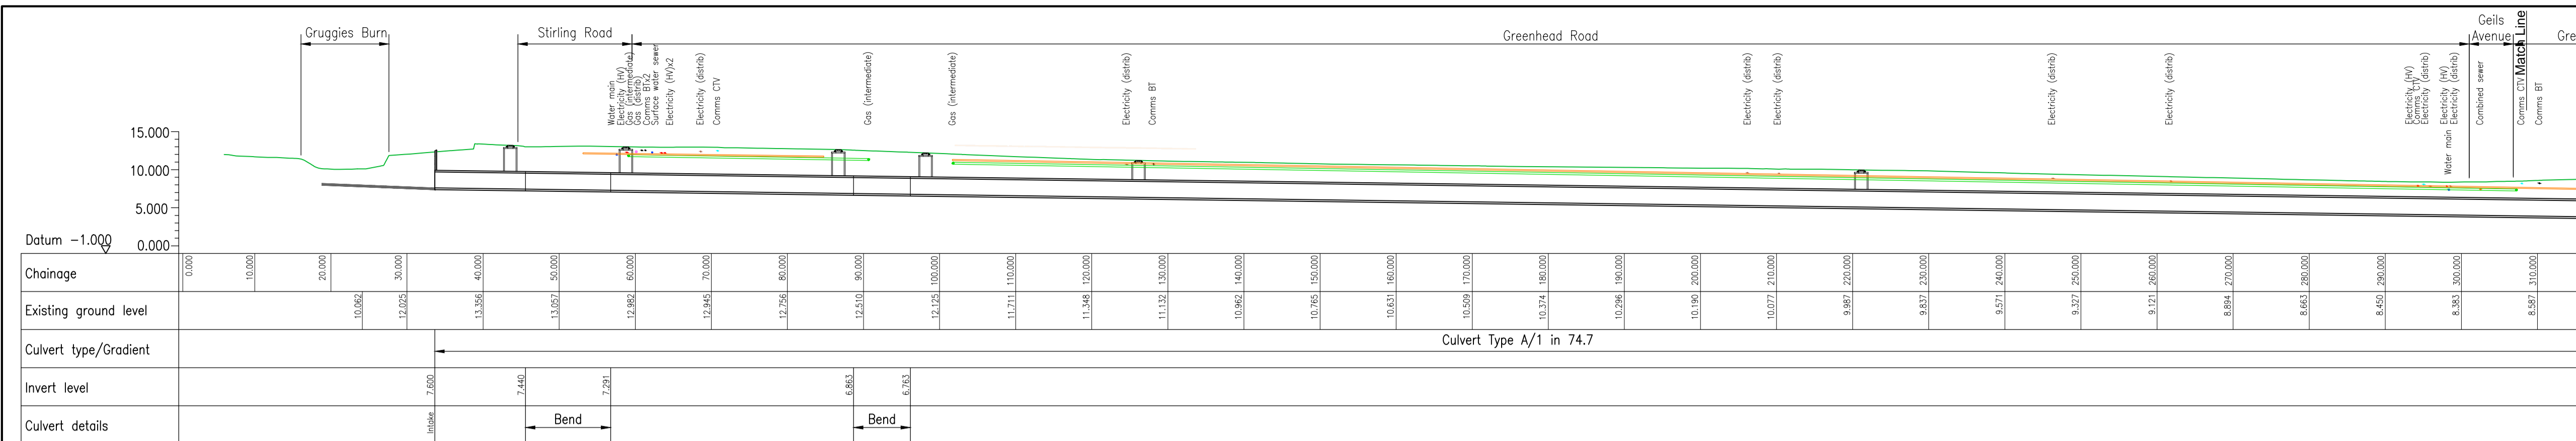 Gruggies Burn
Stirling Road
Greenhead Road
Geils
Avenue
Match Line
Gre
Water main
Electricity (HV)
Gas (intermediate)
Gas (distrib)
Comms BTx2
Surface water sewer
Electricity (HV)x2
Electricity (distrib)
Comms CTV
Gas (intermediate)
Gas (intermediate)
Electricity (distrib)
Comms BT
Electricity (distrib)
Electricity (distrib)
Electricity (distrib)
Electricity (distrib)
Electricity (HV)
Comms CTV
Electricity (distrib)
Water main
Electricity (HV)
Electricity (distrib)
Combined sewer
Comms CTV
Comms BT
15.000
10.000
5.000
0.000
Datum -1.000
Chainage 0.000 10.000 20.000 30.000 40.000 50.000 60.000 70.000 80.000 90.000 100.000 110.000 120.000 130.000 140.000 150.000 160.000 170.000 180.000 190.000 200.000 210.000 220.000 230.000 240.000 250.000 260.000 270.000 280.000 290.000 300.000 310.000
Existing ground level 10.062 12.025 13.356 13.057 12.982 12.945 12.756 12.510 12.125 11.711 11.348 11.132 10.962 10.765 10.631 10.509 10.374 10.296 10.190 10.077 9.987 9.837 9.571 9.327 9.121 8.894 8.663 8.450 8.383 8.587
Culvert type/Gradient Culvert Type A/1 in 74.7
Invert level 7.600 7.440 7.291 6.863 6.763
Culvert details Intake Bend Bend